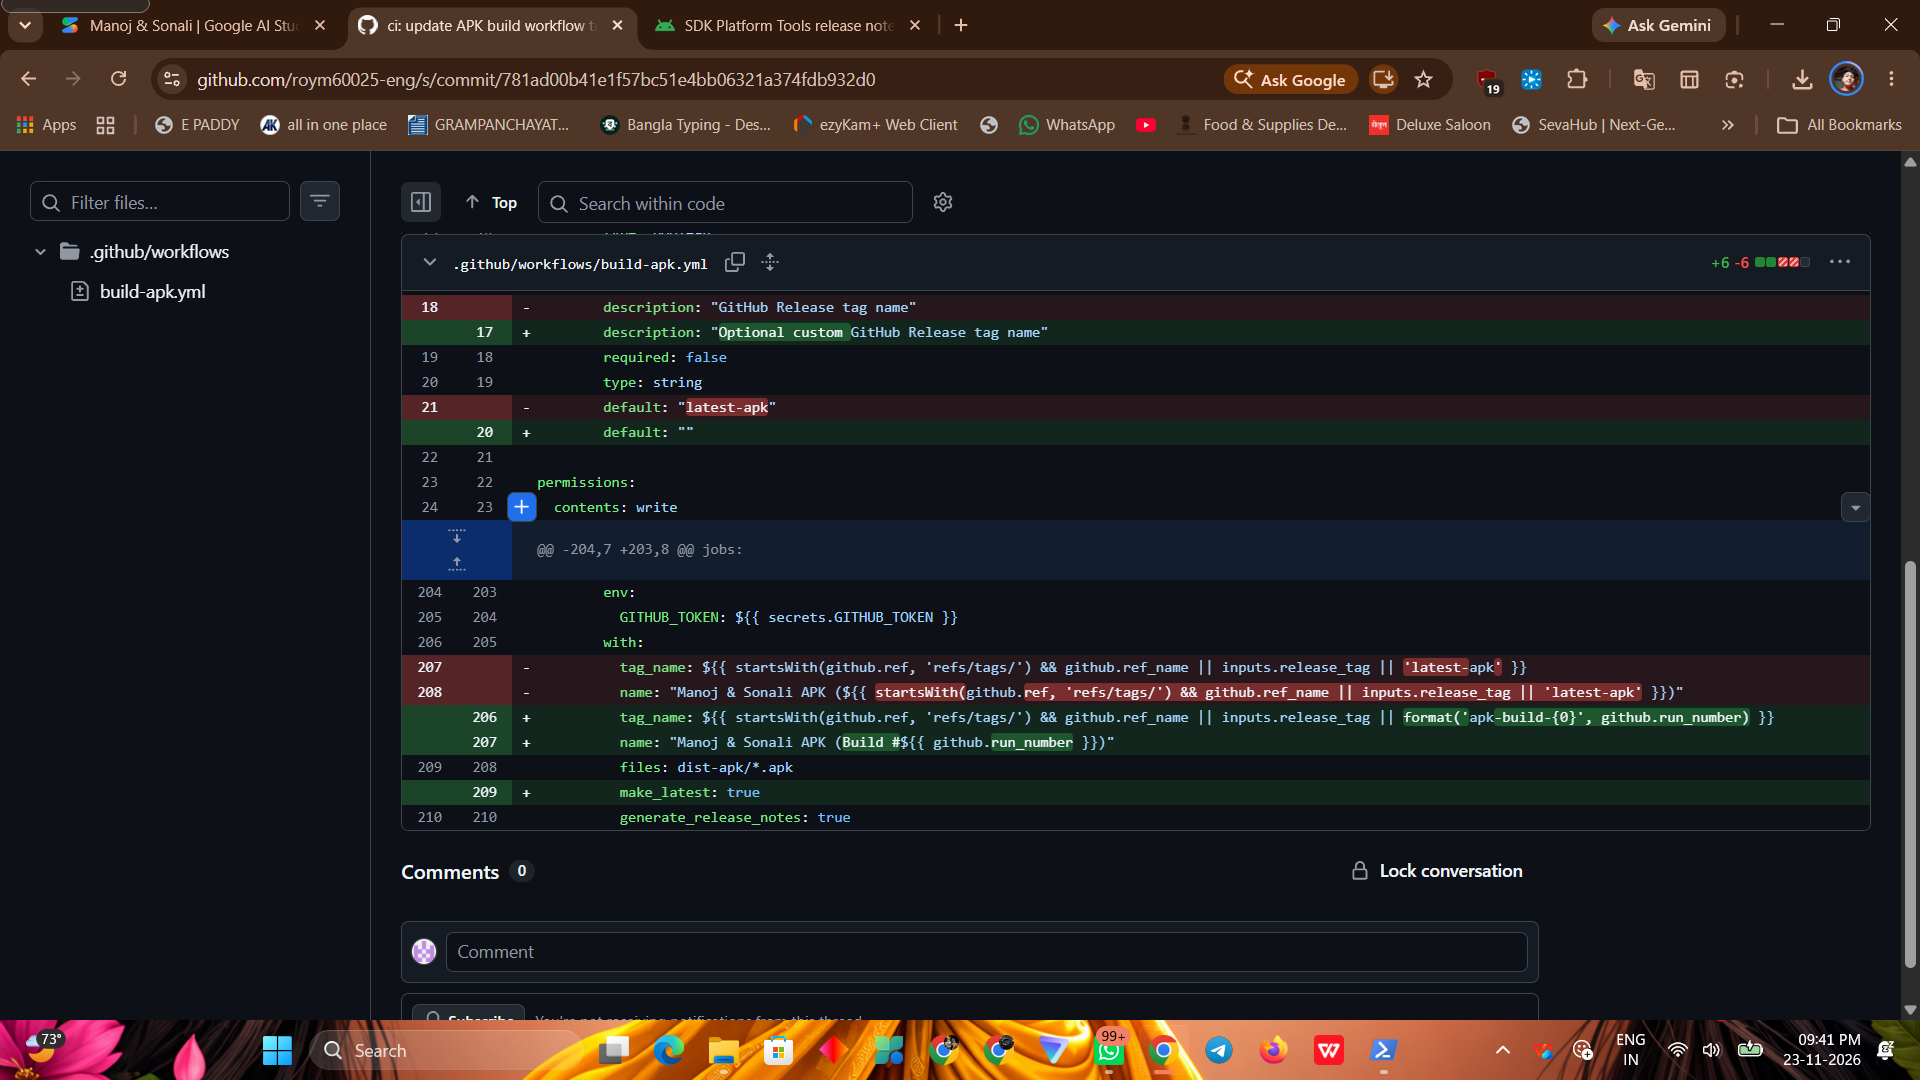 Manoj & Sonali | Google AI Stu
ci: update APK build workflow t
SDK Platform Tools release note
Ask Gemini
github.com/roym60025-eng/s/commit/781ad00b41e1f57bc51e4bb06321a374fdb932d0
Ask Google
19
Apps
E PADDY
all in one place
GRAMPANCHAYAT...
Bangla Typing - Des...
ezyKam+ Web Client
WhatsApp
Food & Supplies De...
Deluxe Saloon
SevaHub | Next-Ge...
All Bookmarks
Filter files...
.github/workflows
build-apk.yml
Top
Search within code
.github/workflows/build-apk.yml
+6 -6
18 - description: "GitHub Release tag name"
17 + description: "Optional custom GitHub Release tag name"
19 18 required: false
20 19 type: string
21 - default: "latest-apk"
20 + default: ""
22 21
23 22 permissions:
24 23 contents: write
@@ -204,7 +203,8 @@ jobs:
204 203 env:
205 204 GITHUB_TOKEN: ${{ secrets.GITHUB_TOKEN }}
206 205 with:
207 - tag_name: ${{ startsWith(github.ref, 'refs/tags/') && github.ref_name || inputs.release_tag || 'latest-apk' }}
208 - name: "Manoj & Sonali APK (${{ startsWith(github.ref, 'refs/tags/') && github.ref_name || inputs.release_tag || 'latest-apk' }})"
206 + tag_name: ${{ startsWith(github.ref, 'refs/tags/') && github.ref_name || inputs.release_tag || format('apk-build-{0}', github.run_number) }}
207 + name: "Manoj & Sonali APK (Build #${{ github.run_number }})"
209 208 files: dist-apk/*.apk
209 + make_latest: true
210 210 generate_release_notes: true
Comments 0
Lock conversation
Comment
Subscribe You're not receiving notifications from this thread.
73°
Search
99+
ENG
IN
09:41 PM
23-11-2026